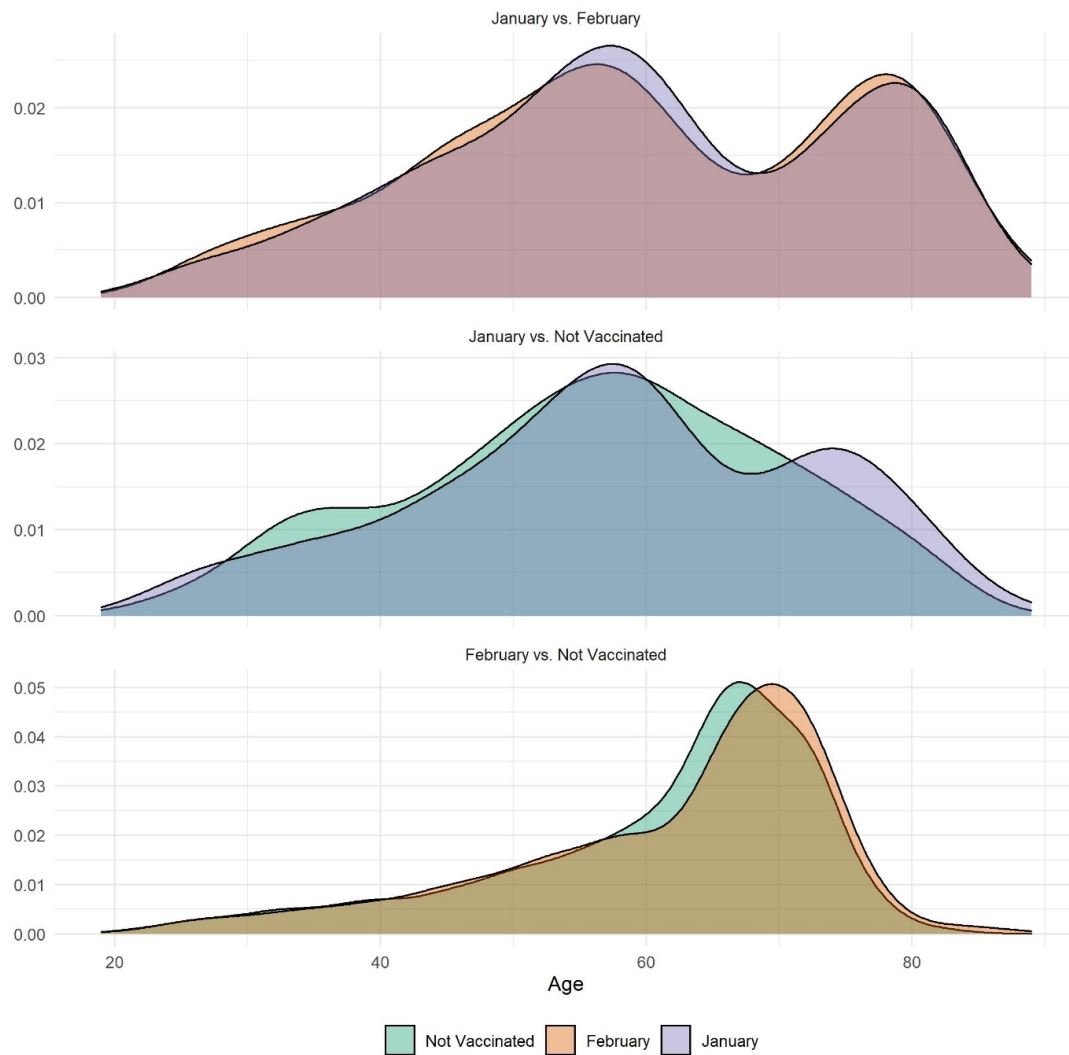 January vs. February
0.02
0.01
0.00
January vs. Not Vaccinated
0.03
0.02
0.01
0.00
February vs. Not Vaccinated
0.05
0.04
0.03
0.02
0.01
0.00
20 40 60 80
Age
Not Vaccinated February January